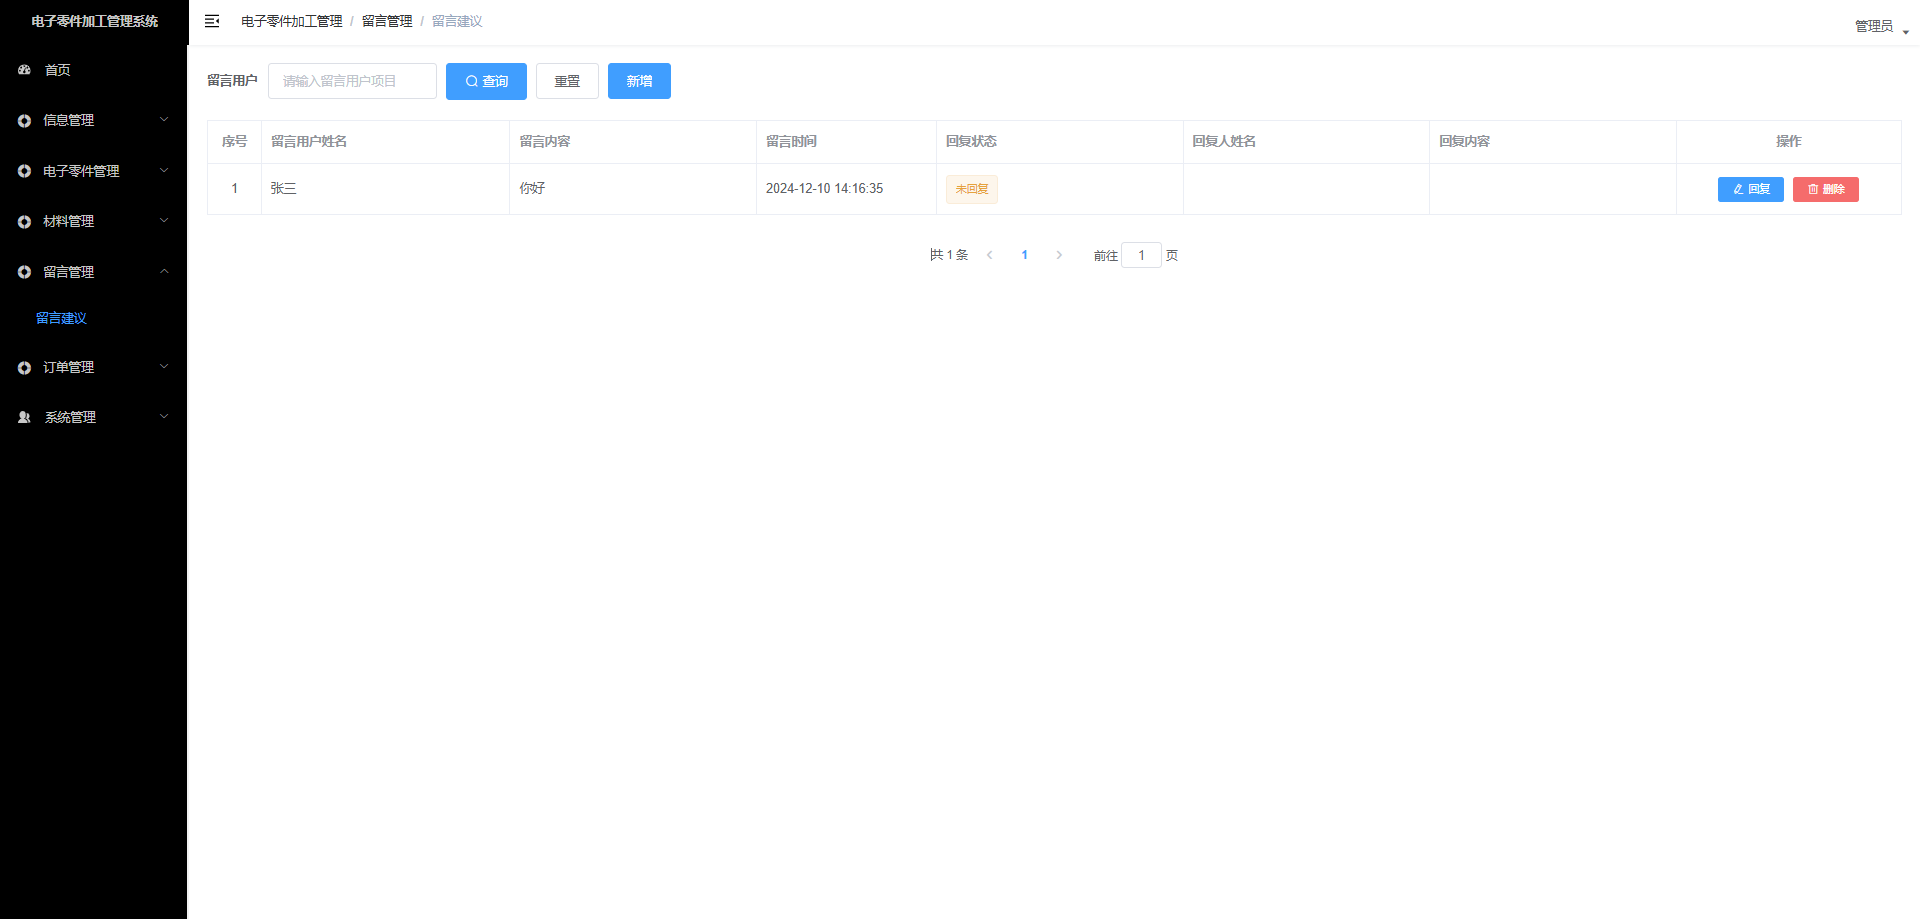 电子零件加工管理系统
电子零件加工管理 / 留言管理 / 留言建议
管理员
首页
信息管理
电子零件管理
材料管理
留言管理
留言建议
订单管理
系统管理
留言用户 请输入留言用户项目 查询 重置 新增
序号 留言用户姓名 留言内容 留言时间 回复状态 回复人姓名 回复内容 操作
1 张三 你好 2024-12-10 14:16:35 未回复 回复 删除
共 1 条 1 前往 1 页